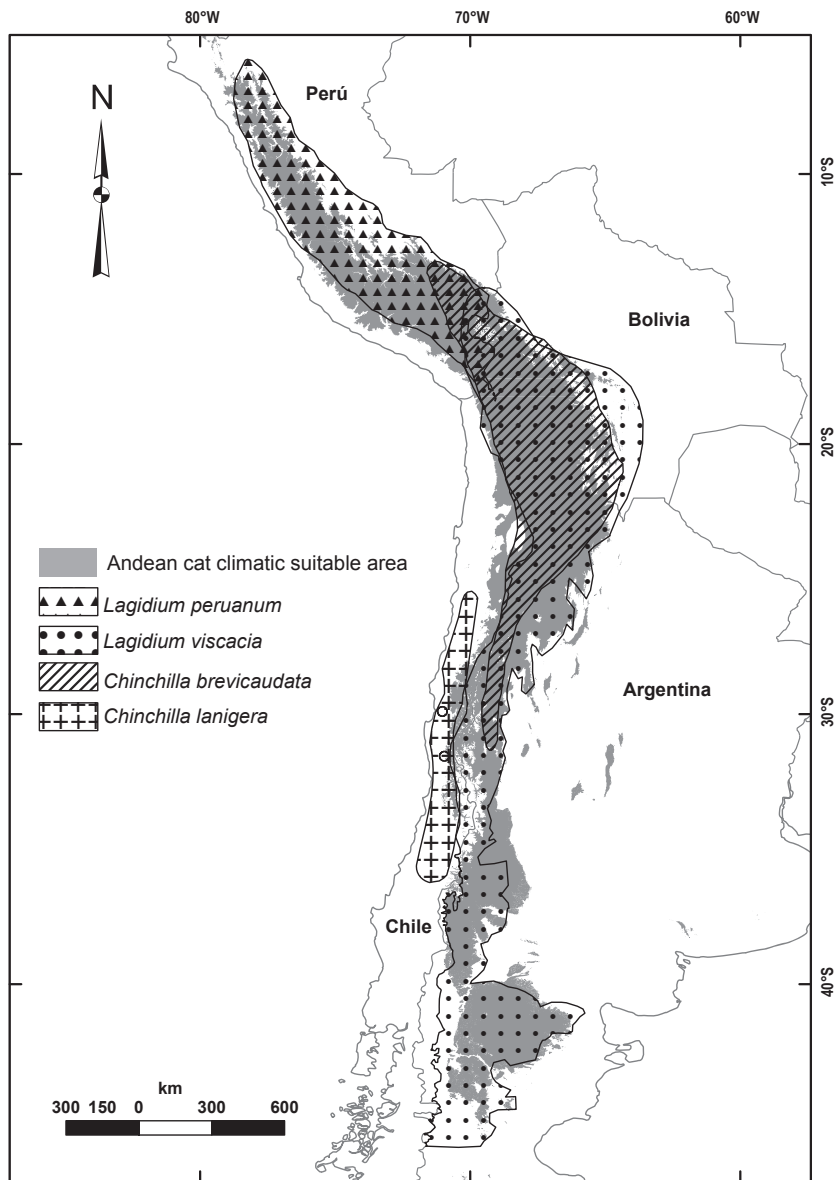 80°W 70°W 60°W
N
Perú
10°S
Bolivia
20°S
Andean cat climatic suitable area
Lagidium peruanum
Lagidium viscacia
Chinchilla brevicaudata
Chinchilla lanigera
Argentina
30°S
Chile
40°S
km
300 150 0 300 600